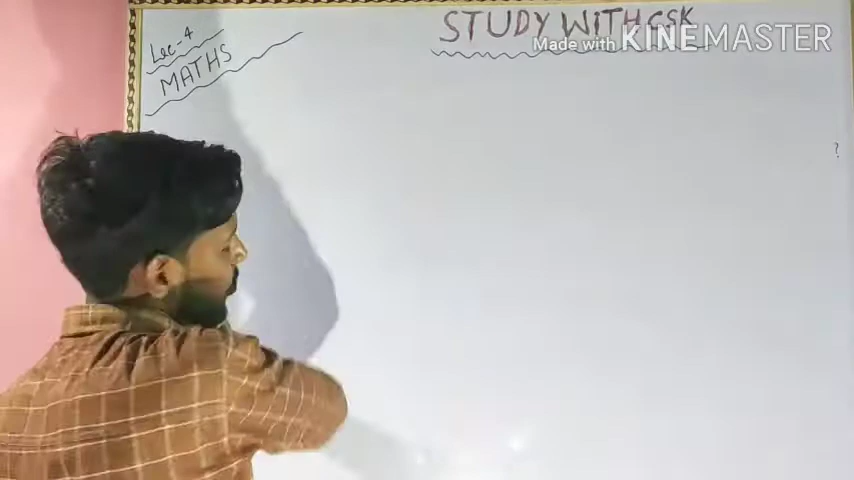 Lec-4
MATHS
STUDY WITH GSK
Made with KINEMASTER
?